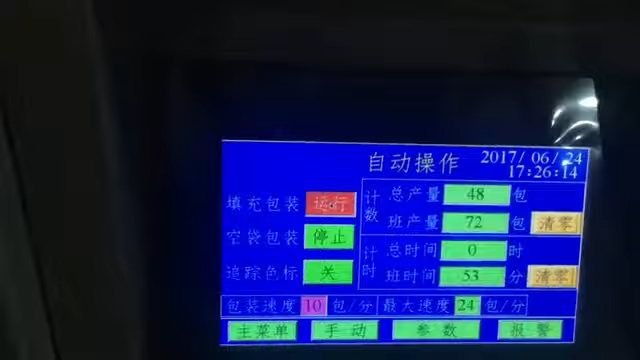 自动操作 2017/06/24
17:26:14
填充包装 运行
空袋包装 停止
追踪色标 关
计数
总产量 48 包
班产量 72 包 清零
计时
总时间 0 时
班时间 53 分 清零
包装速度 10 包/分 最大速度 24 包/分
主菜单 手动 参数 报警